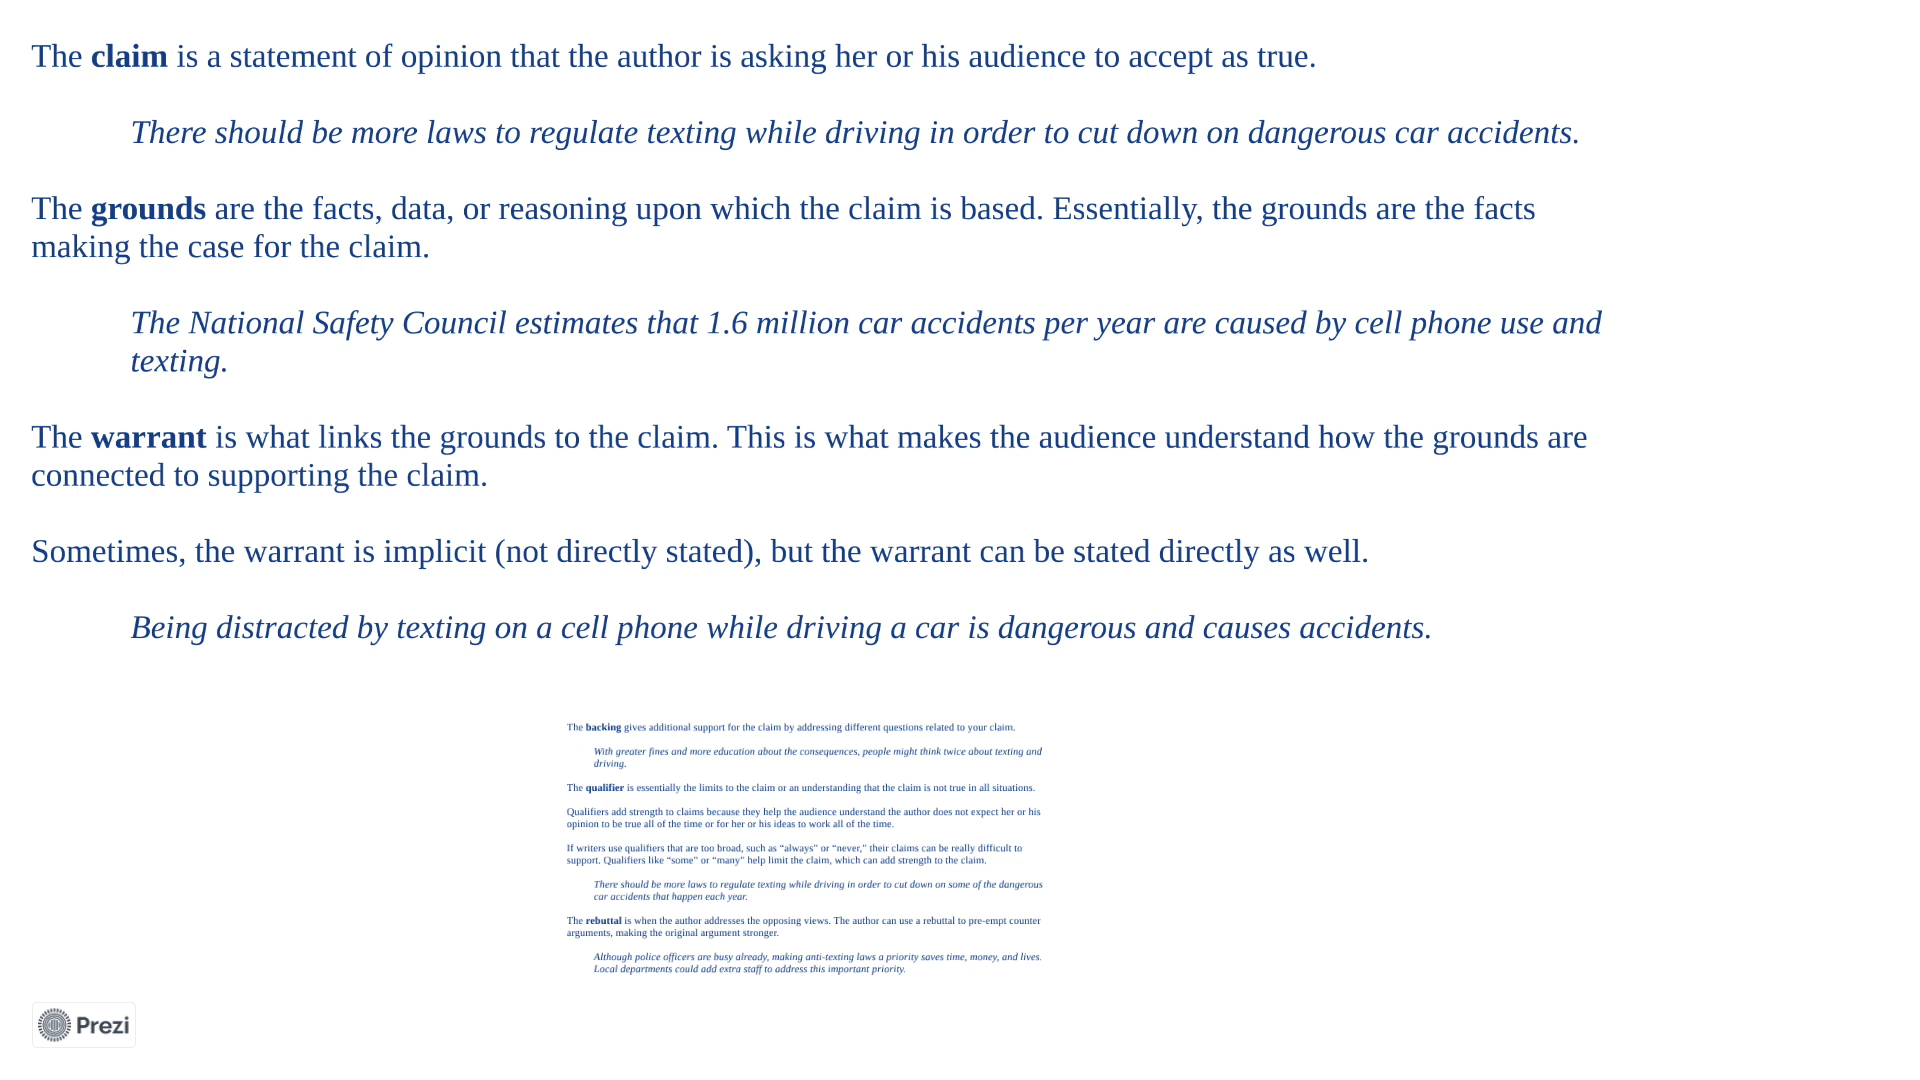 The claim is a statement of opinion that the author is asking her or his audience to accept as true.
There should be more laws to regulate texting while driving in order to cut down on dangerous car accidents.
The grounds are the facts, data, or reasoning upon which the claim is based. Essentially, the grounds are the facts
making the case for the claim.
The National Safety Council estimates that 1.6 million car accidents per year are caused by cell phone use and
texting.
The warrant is what links the grounds to the claim. This is what makes the audience understand how the grounds are
connected to supporting the claim.
Sometimes, the warrant is implicit (not directly stated), but the warrant can be stated directly as well.
Being distracted by texting on a cell phone while driving a car is dangerous and causes accidents.
The backing gives additional support for the claim by addressing different questions related to your claim.
With greater fines and more education about the consequences, people might think twice about texting and
driving.
The qualifier is essentially the limits to the claim or an understanding that the claim is not true in all situations.
Qualifiers add strength to claims because they help the audience understand the author does not expect her or his
opinion to be true all of the time or for her or his ideas to work all of the time.
If writers use qualifiers that are too broad, such as “always” or “never,” their claims can be really difficult to
support. Qualifiers like “some” or “many” help limit the claim, which can add strength to the claim.
There should be more laws to regulate texting while driving in order to cut down on some of the dangerous
car accidents that happen each year.
The rebuttal is when the author addresses the opposing views. The author can use a rebuttal to pre-empt counter
arguments, making the original argument stronger.
Although police officers are busy already, making anti-texting laws a priority saves time, money, and lives.
Local departments could add extra staff to address this important priority.
Prezi